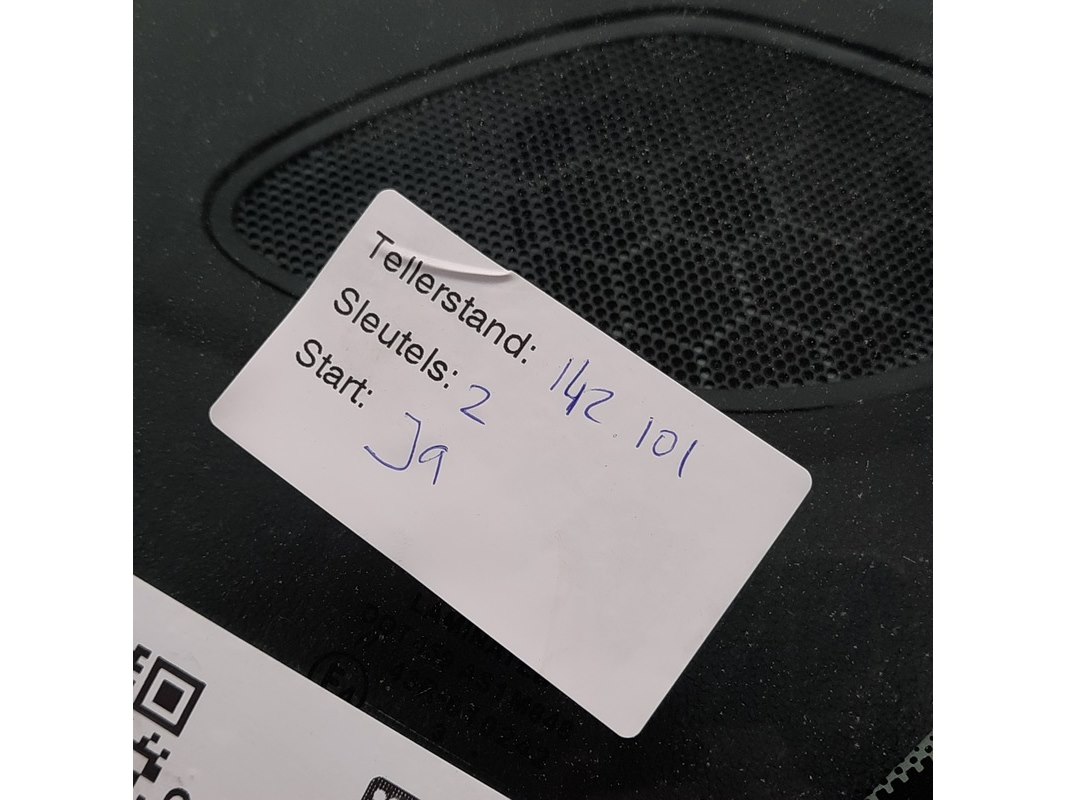 Tellerstand: 142.101
Sleutels: 2
Start: Ja